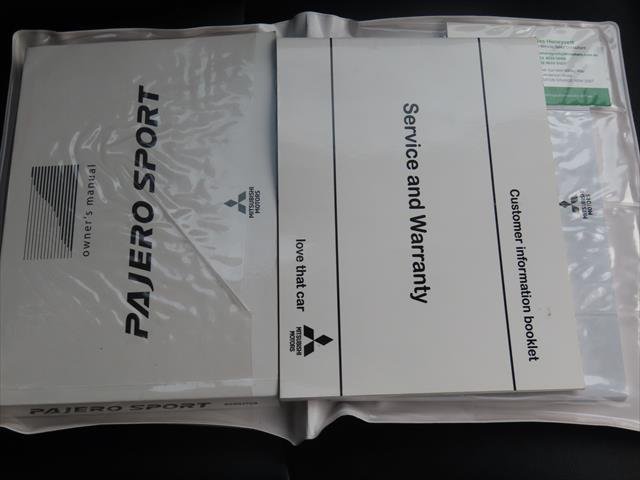 PAJERO SPORT
owner's manual
MITSUBISHI
MOTORS
PAJERO SPORT
Service and Warranty
Customer information booklet
love that car
MITSUBISHI
MOTORS
MITSUBISHI
MOTORS
Honeysett